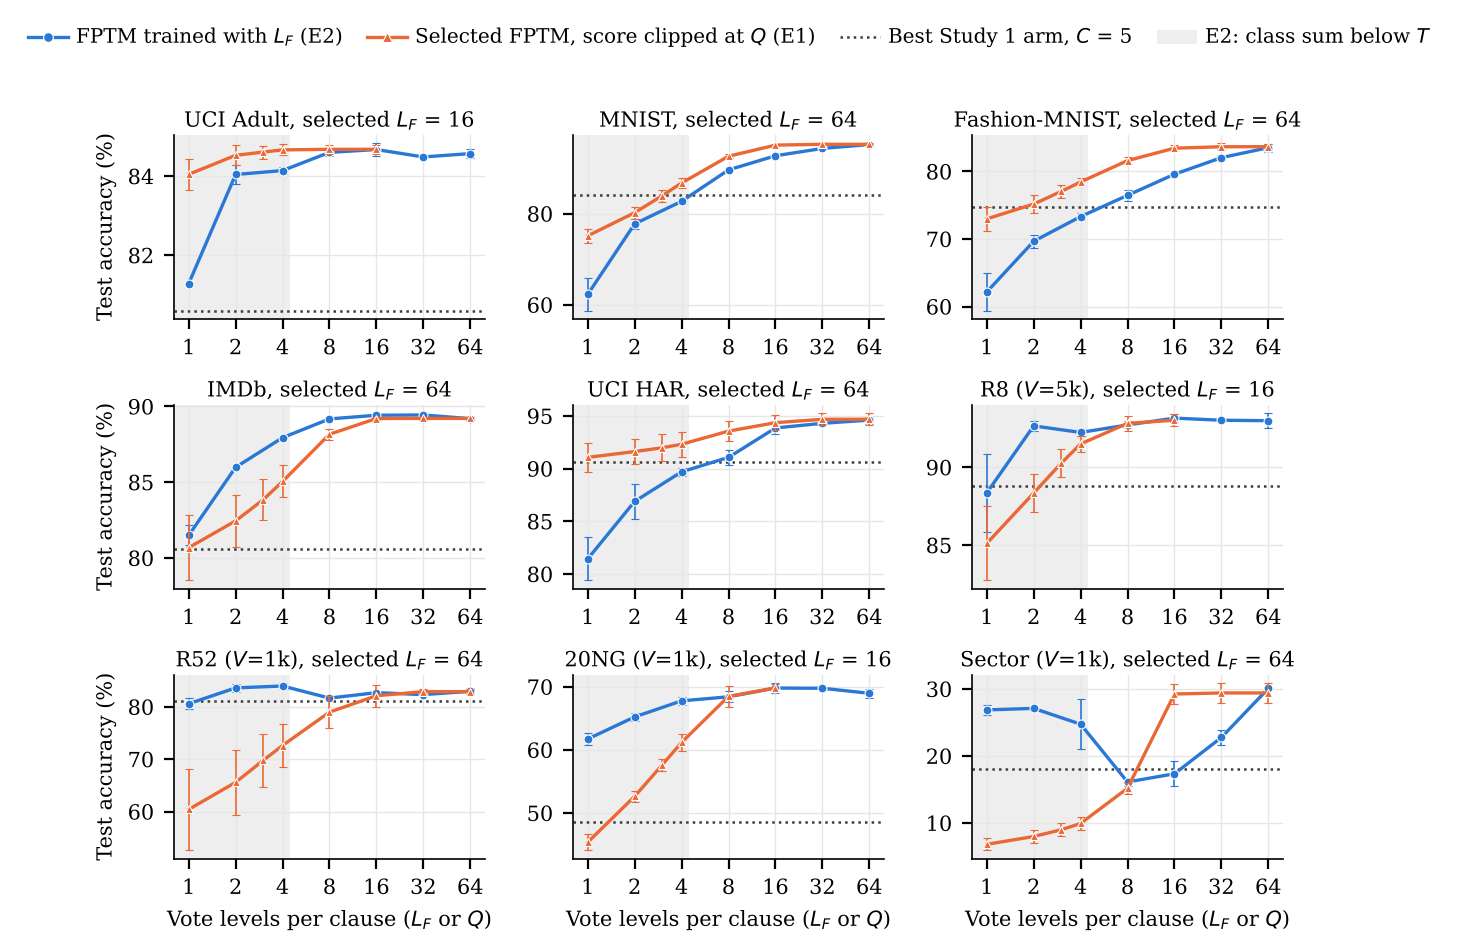 FPTM trained with L_F (E2)
Selected FPTM, score clipped at Q (E1)
Best Study 1 arm, C = 5
E2: class sum below T
UCI Adult, selected L_F = 16
MNIST, selected L_F = 64
Fashion-MNIST, selected L_F = 64
Test accuracy (%)
84
82
80
60
80
70
60
1 2 4 8 16 32 64
1 2 4 8 16 32 64
1 2 4 8 16 32 64
IMDb, selected L_F = 64
UCI HAR, selected L_F = 64
R8 (V=5k), selected L_F = 16
Test accuracy (%)
90
85
80
95
90
85
80
90
85
1 2 4 8 16 32 64
1 2 4 8 16 32 64
1 2 4 8 16 32 64
R52 (V=1k), selected L_F = 64
20NG (V=1k), selected L_F = 16
Sector (V=1k), selected L_F = 64
Test accuracy (%)
80
70
60
70
60
50
30
20
10
1 2 4 8 16 32 64
1 2 4 8 16 32 64
1 2 4 8 16 32 64
Vote levels per clause (L_F or Q)
Vote levels per clause (L_F or Q)
Vote levels per clause (L_F or Q)